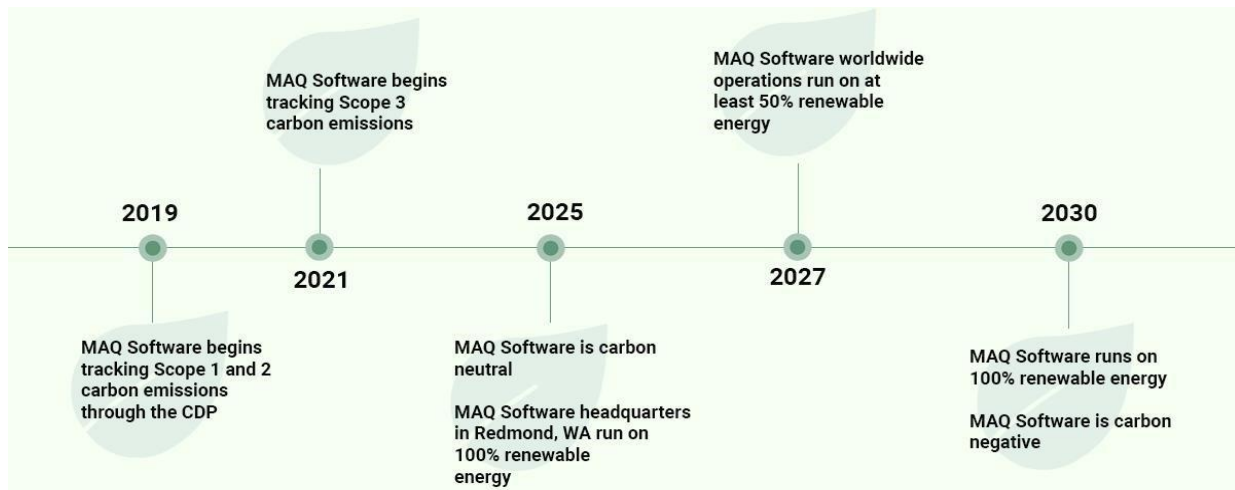 2019
MAQ Software begins
tracking Scope 1 and 2
carbon emissions
through the CDP
MAQ Software begins
tracking Scope 3
carbon emissions
2021
2025
MAQ Software is carbon
neutral
MAQ Software headquarters
in Redmond, WA run on
100% renewable
energy
MAQ Software worldwide
operations run on at
least 50% renewable
energy
2027
2030
MAQ Software runs on
100% renewable energy
MAQ Software is carbon
negative